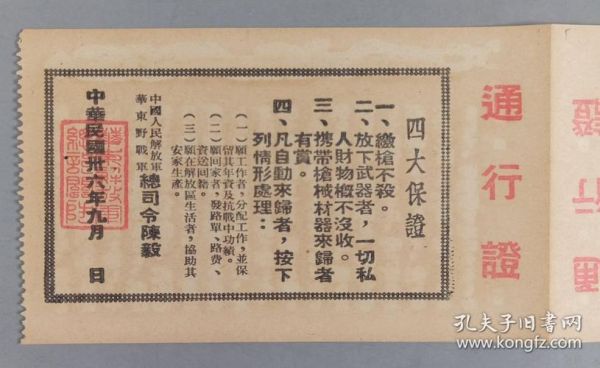 通行證
四大保證
一、繳槍不殺。
二、放下武器者，一切私
人財物概不沒收。
三、携帶槍械材器來歸者
有賞。
四、凡自動來歸者，按下
列情形處理：
（一）願工作者，分配工作，並保
留其年資及抗戰中功績。
（二）願回家者，發路單、路费、
資送回籍。
（三）願在解放區生活者，協助其
安家生產。
中國人民解放軍
華東野戰軍
總司令陳毅
中華民國卅六年九月　日
孔夫子旧书网
www.kongfz.com